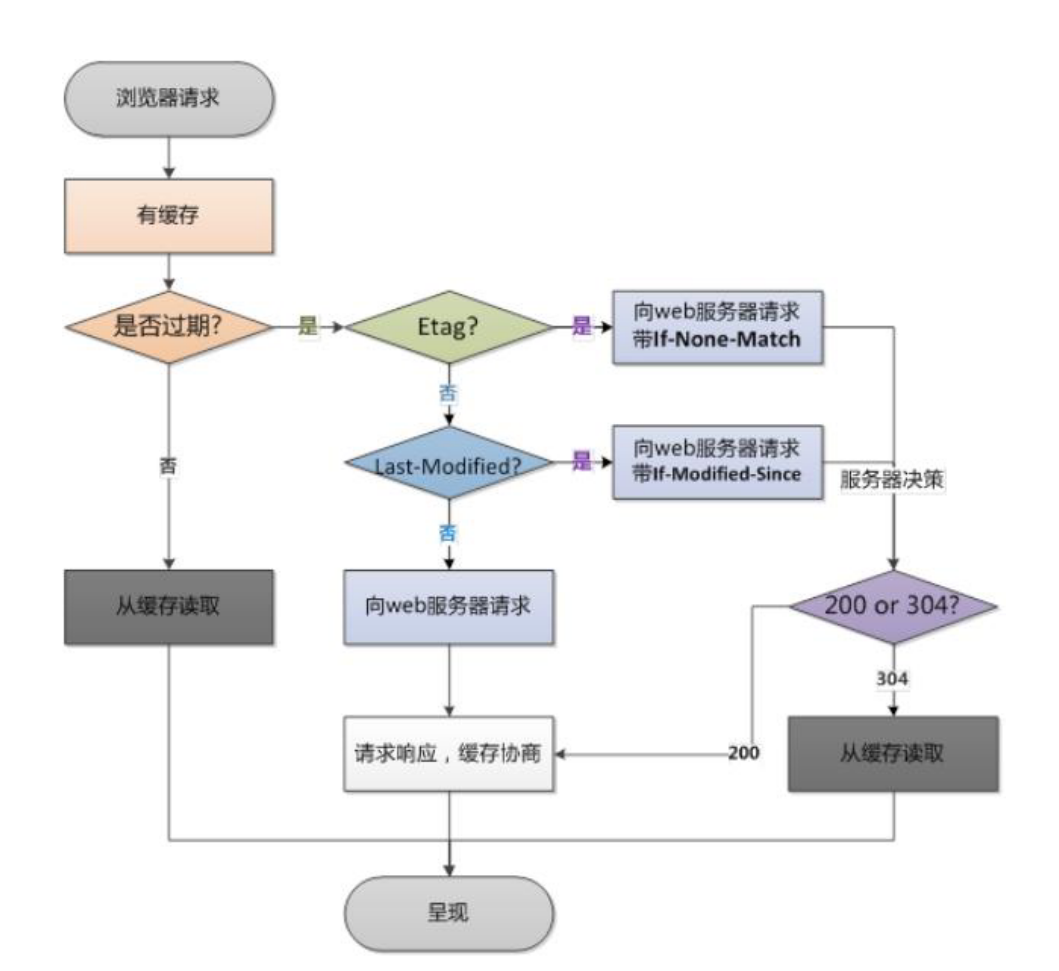 浏览器请求
有缓存
是否过期?
是
Etag?
是
向web服务器请求
带If-None-Match
否
否
Last-Modified?
是
向web服务器请求
带If-Modified-Since
服务器决策
否
从缓存读取
向web服务器请求
200 or 304?
304
请求响应，缓存协商
200
从缓存读取
呈现